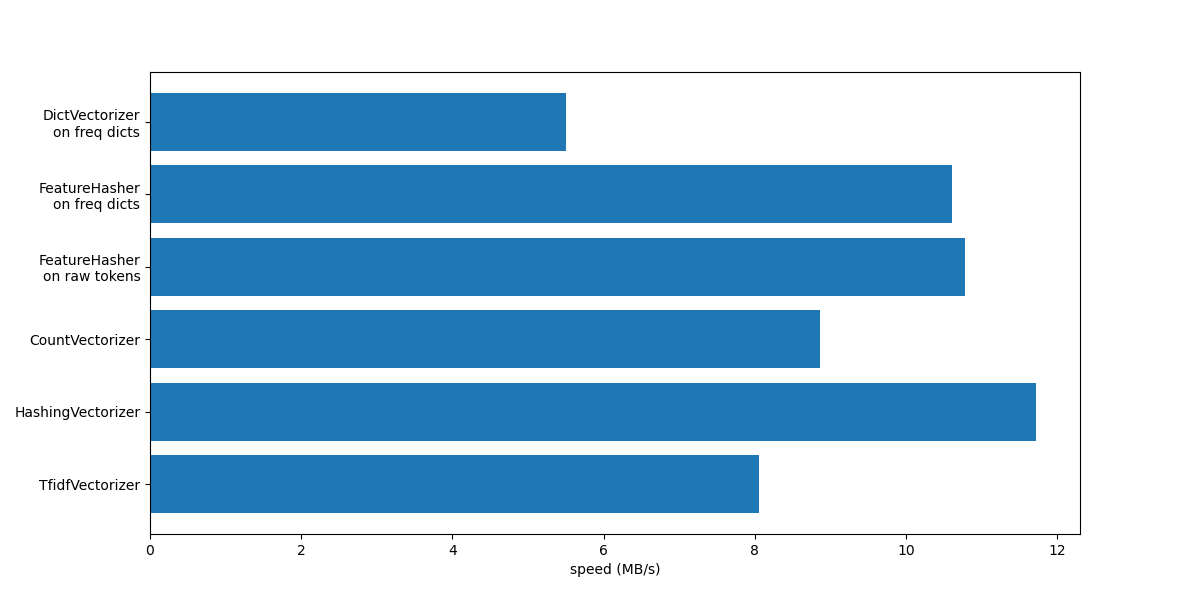 DictVectorizer
on freq dicts
FeatureHasher
on freq dicts
FeatureHasher
on raw tokens
CountVectorizer
HashingVectorizer
TfidfVectorizer
0 2 4 6 8 10 12
speed (MB/s)